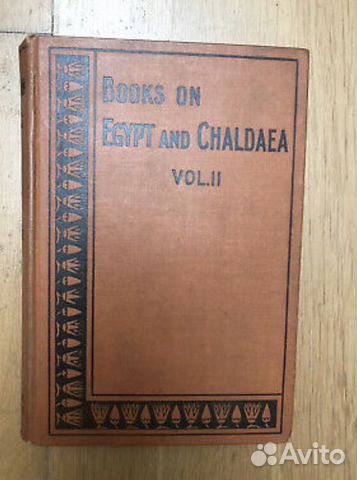 BOOKS ON
EGYPT AND CHALDAEA
VOL.II
Avito